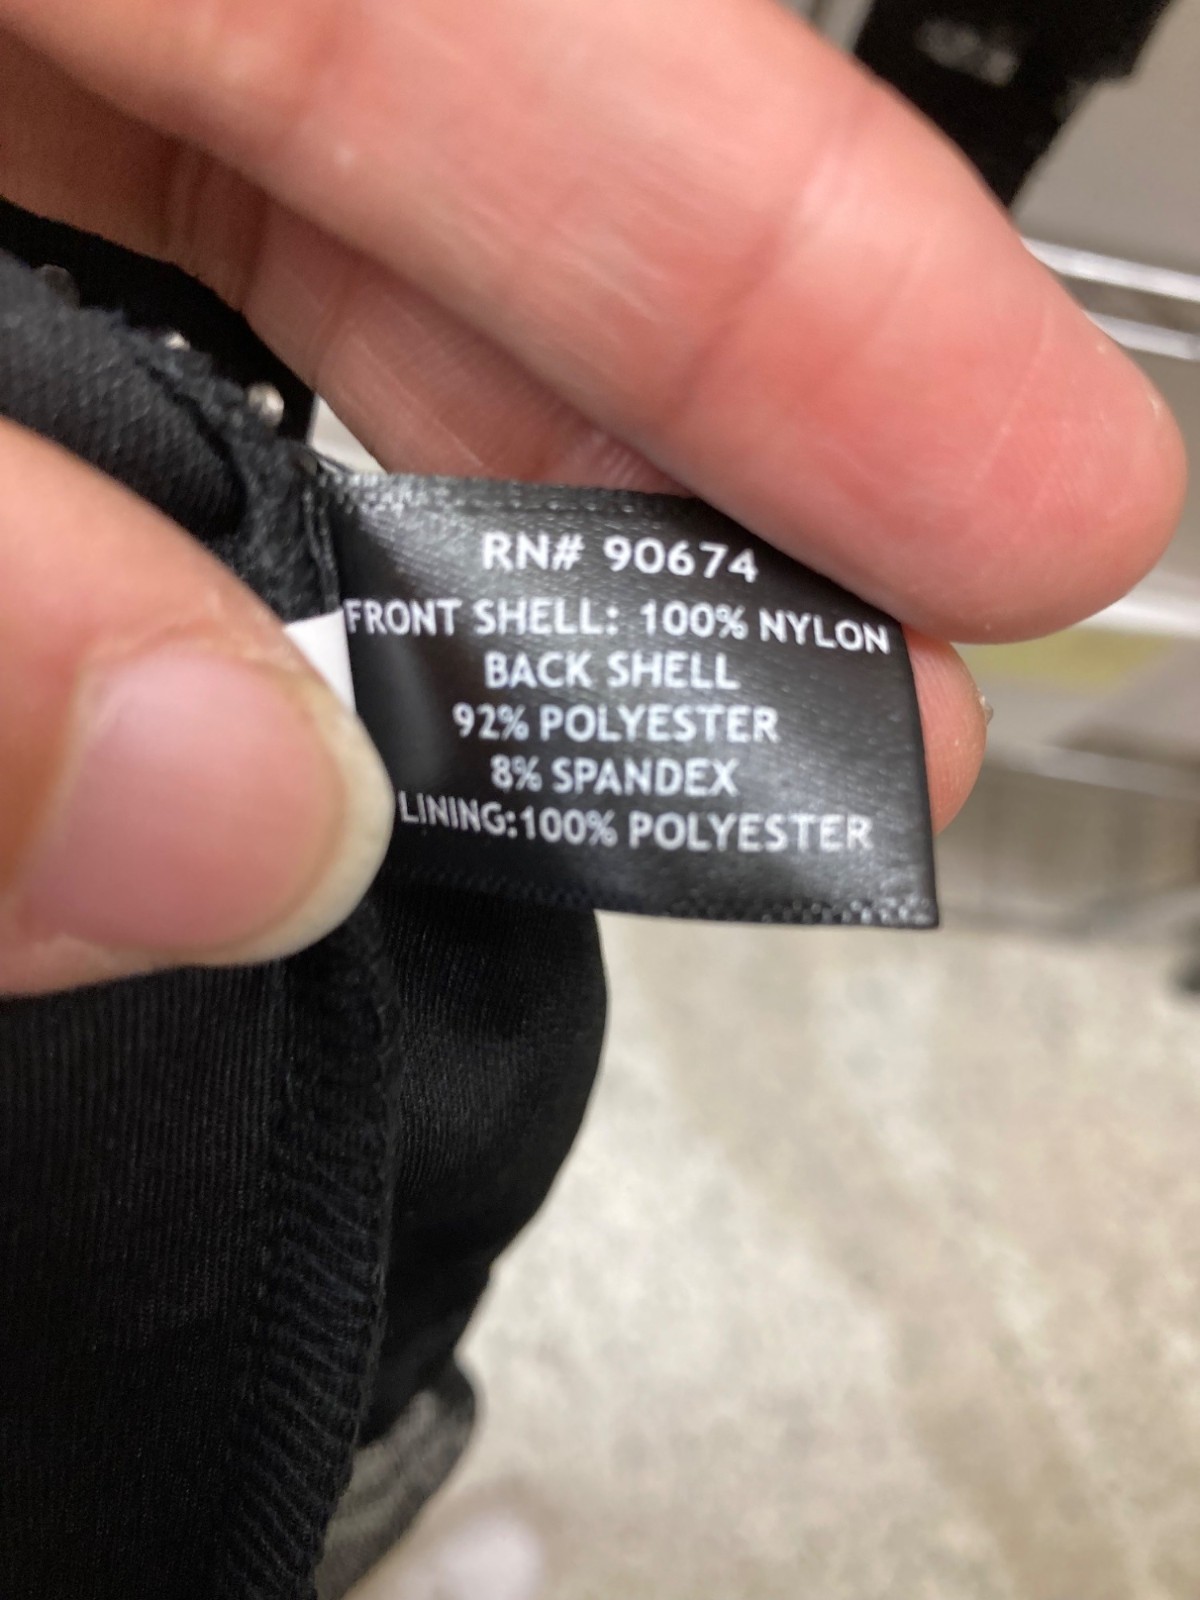 RN# 90674
FRONT SHELL: 100% NYLON
BACK SHELL
92% POLYESTER
8% SPANDEX
LINING:100% POLYESTER